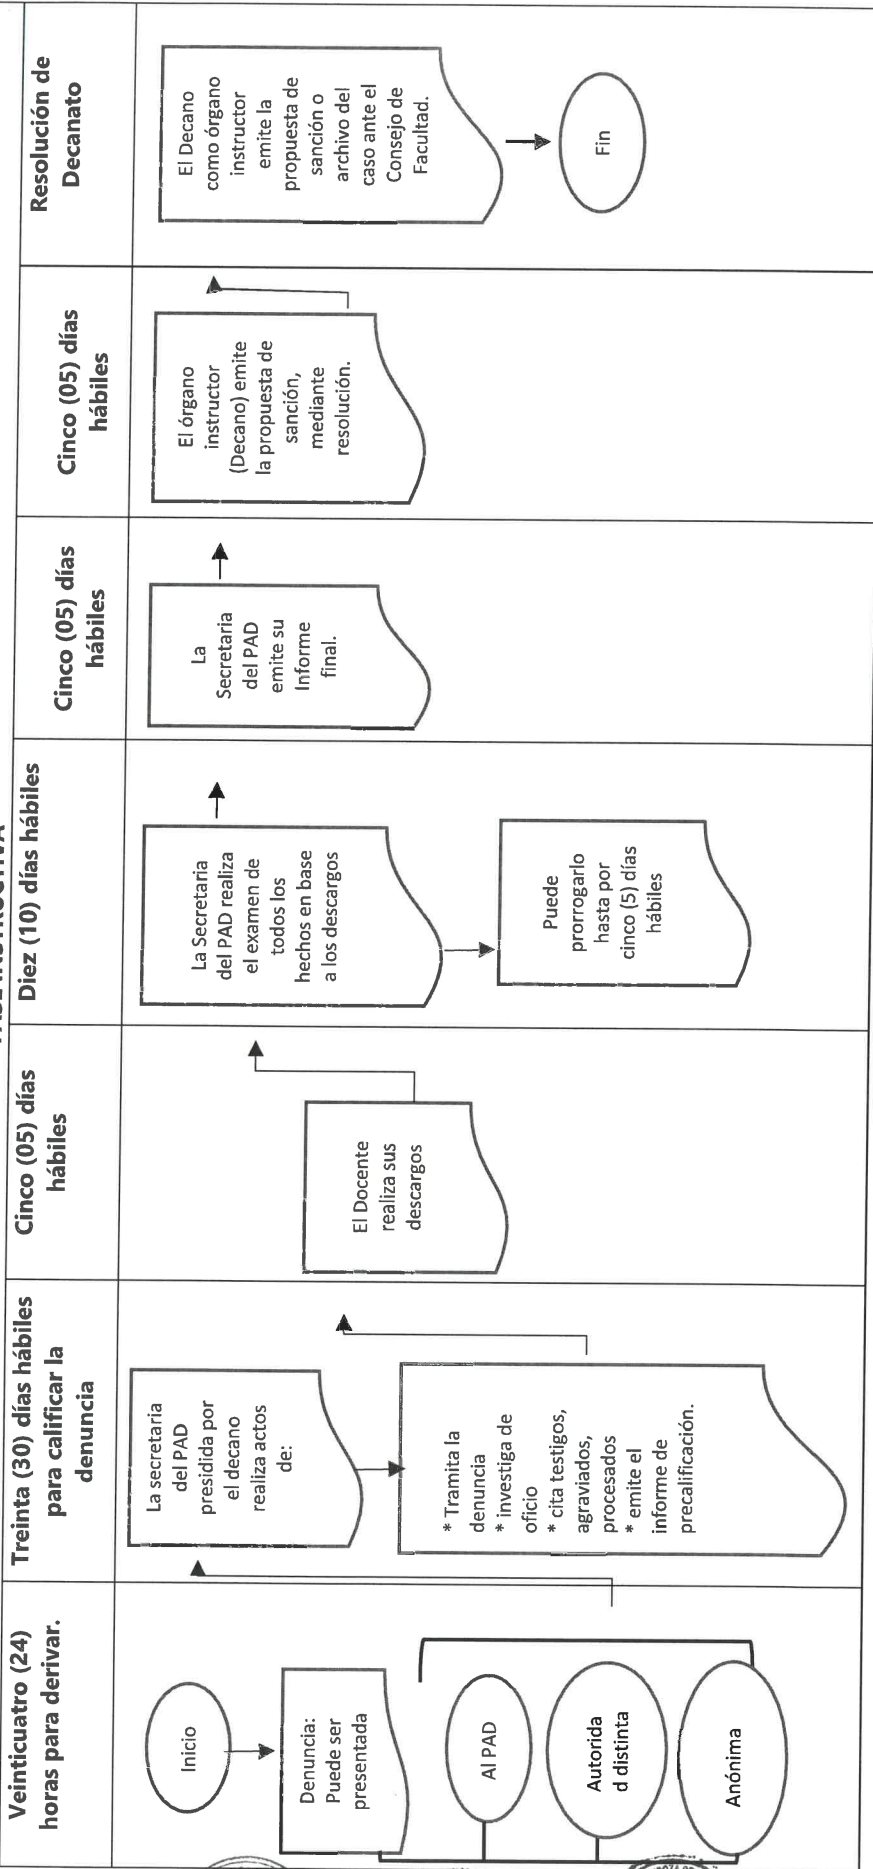 Veinticuatro (24)
horas para derivar.
Inicio
Denuncia:
Puede ser
presentada
Al PAD
Autorida
d distinta
Anónima
Treinta (30) días hábiles
para calificar la
denuncia
La secretaria
del PAD
presidida por
el decano
realiza actos
de:
* Tramita la
denuncia
* investiga de
oficio
* cita testigos,
agraviados,
procesados
* emite el
informe de
precalificación.
Cinco (05) días
hábiles
El Docente
realiza sus
descargos
Diez (10) días hábiles
La Secretaria
del PAD realiza
el examen de
todos los
hechos en base
a los descargos
Puede
prorrogarlo
hasta por
cinco (5) días
hábiles
Cinco (05) días
hábiles
La
Secretaria
del PAD
emite su
Informe
final.
Cinco (05) días
hábiles
El órgano
instructor
(Decano) emite
la propuesta de
sanción,
mediante
resolución.
Resolución de
Decanato
El Decano
como órgano
instructor
emite la
propuesta de
sanción o
archivo del
caso ante el
Consejo de
Facultad.
Fin